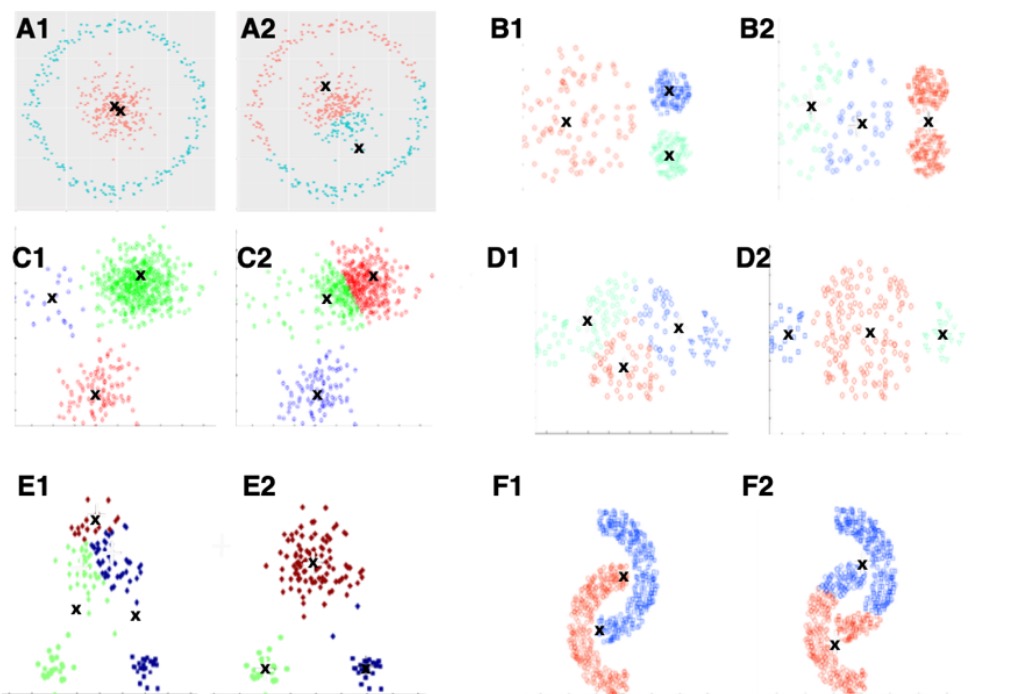 A1 A2 B1 B2
x x x x x
x x x x x
C1 C2 D1 D2
x x x x
x x x x x x
x x x
E1 E2 F1 F2
x x x
x x x
x x x x